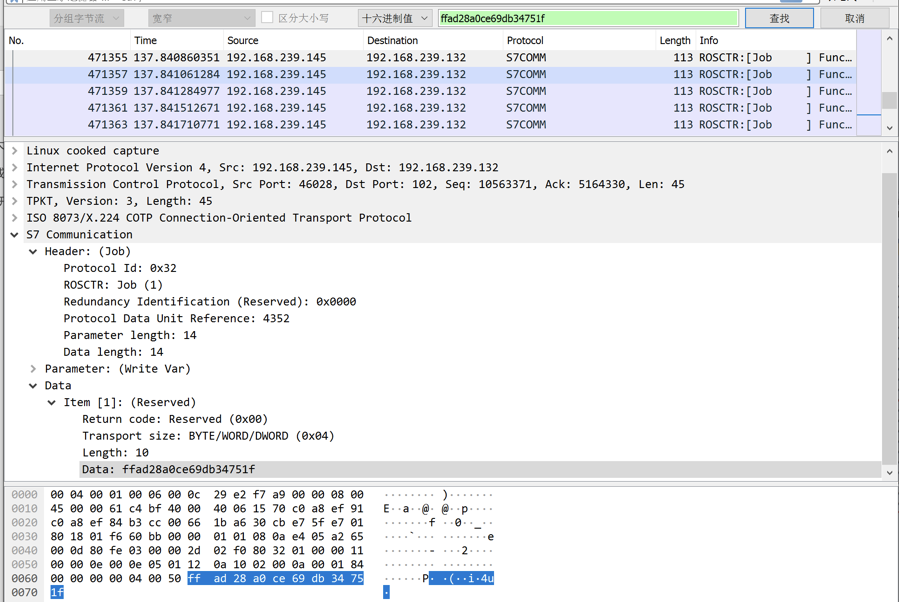 分组字节流 宽窄 区分大小写 十六进制值 ffad28a0ce69db34751f 查找 取消
No. Time Source Destination Protocol Length Info
471355 137.840860351 192.168.239.145 192.168.239.132 S7COMM 113 ROSCTR:[Job ] Func…
471357 137.841061284 192.168.239.145 192.168.239.132 S7COMM 113 ROSCTR:[Job ] Func…
471359 137.841284977 192.168.239.145 192.168.239.132 S7COMM 113 ROSCTR:[Job ] Func…
471361 137.841512671 192.168.239.145 192.168.239.132 S7COMM 113 ROSCTR:[Job ] Func…
471363 137.841710771 192.168.239.145 192.168.239.132 S7COMM 113 ROSCTR:[Job ] Func…
Linux cooked capture
Internet Protocol Version 4, Src: 192.168.239.145, Dst: 192.168.239.132
Transmission Control Protocol, Src Port: 46028, Dst Port: 102, Seq: 10563371, Ack: 5164330, Len: 45
TPKT, Version: 3, Length: 45
ISO 8073/X.224 COTP Connection-Oriented Transport Protocol
S7 Communication
Header: (Job)
Protocol Id: 0x32
ROSCTR: Job (1)
Redundancy Identification (Reserved): 0x0000
Protocol Data Unit Reference: 4352
Parameter length: 14
Data length: 14
Parameter: (Write Var)
Data
Item [1]: (Reserved)
Return code: Reserved (0x00)
Transport size: BYTE/WORD/DWORD (0x04)
Length: 10
Data: ffad28a0ce69db34751f
0000 00 04 00 01 00 06 00 0c 29 e2 f7 a9 00 00 08 00 ········ )·······
0010 45 00 00 61 c4 bf 40 00 40 06 15 70 c0 a8 ef 91 E··a··@· @··p····
0020 c0 a8 ef 84 b3 cc 00 66 1b a6 30 cb e7 5f e7 01 ·······f ··0··_··
0030 80 18 01 f6 60 bb 00 00 01 01 08 0a e4 05 a2 65 ····`··· ·······e
0040 00 0d 80 fe 03 00 00 2d 02 f0 80 32 01 00 00 11 ·······- ···2····
0050 00 00 0e 00 0e 05 01 12 0a 10 02 00 0a 00 01 84 ········ ········
0060 00 00 00 00 04 00 50 ff ad 28 a0 ce 69 db 34 75 ······P· ·(··i·4u
0070 1f ·